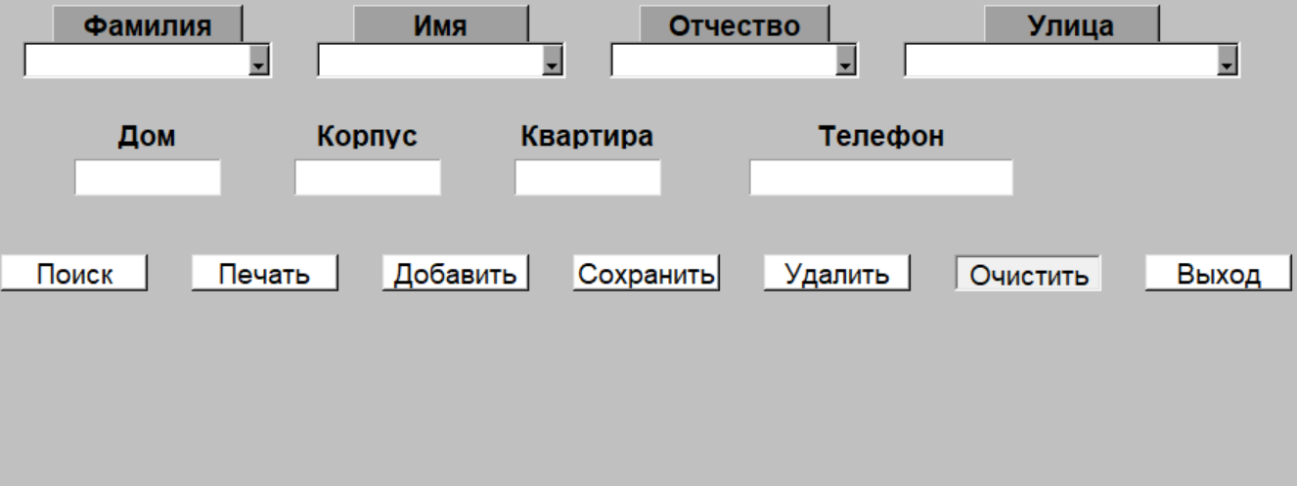 Фамилия Имя Отчество Улица
Дом Корпус Квартира Телефон
Поиск Печать Добавить Сохранить Удалить Очистить Выход